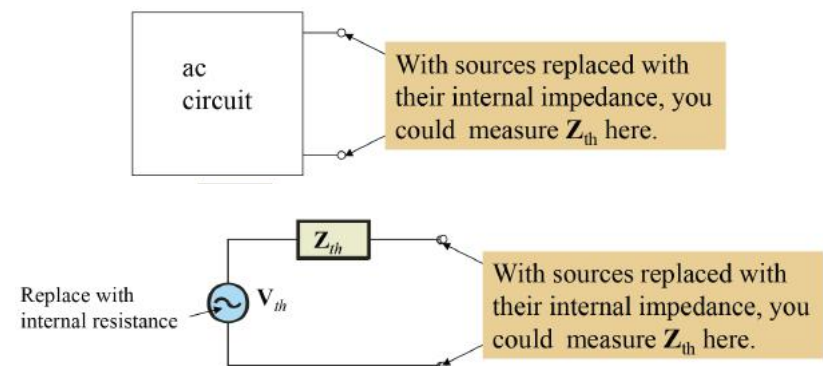 ac
circuit
With sources replaced with
their internal impedance, you
could measure Zth here.
Zth
Vth
Replace with
internal resistance
With sources replaced with
their internal impedance, you
could measure Zth here.